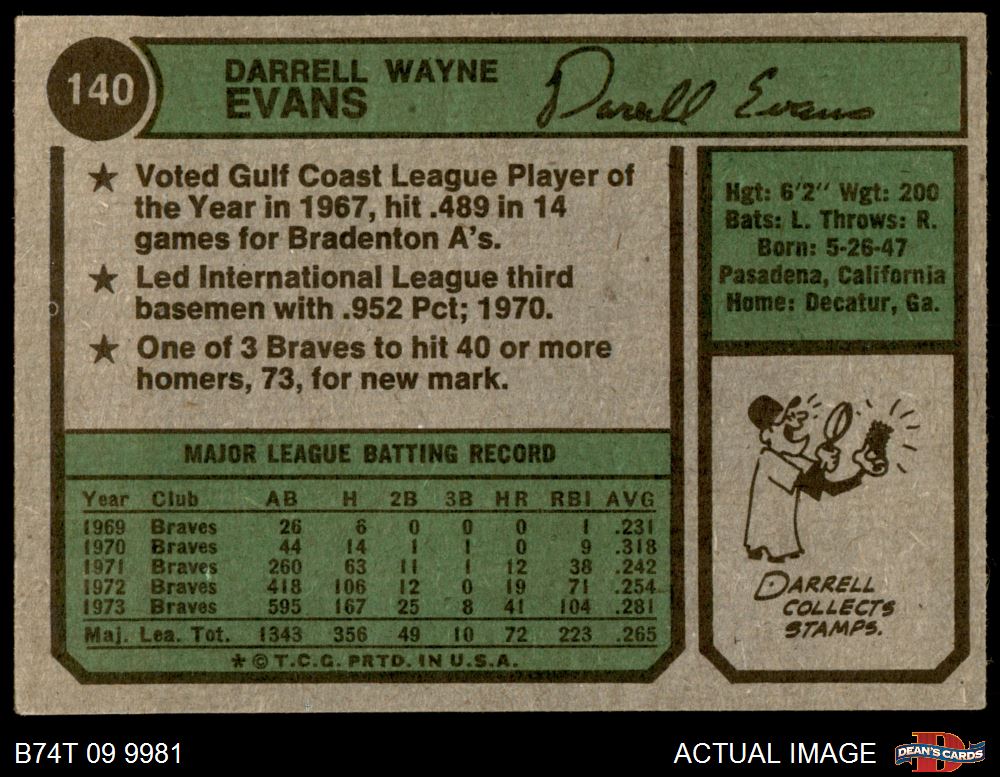 140
DARRELL WAYNE
EVANS
Darrell Evans
★ Voted Gulf Coast League Player of
the Year in 1967, hit .489 in 14
games for Bradenton A's.
★ Led International League third
basemen with .952 Pct; 1970.
★ One of 3 Braves to hit 40 or more
homers, 73, for new mark.
Hgt: 6'2" Wgt: 200
Bats: L. Throws: R.
Born: 5-26-47
Pasadena, California
Home: Decatur, Ga.
MAJOR LEAGUE BATTING RECORD
Year Club AB H 2B 3B HR RBI AVG
1969 Braves 26 6 0 0 0 1 .231
1970 Braves 44 14 1 1 0 9 .318
1971 Braves 260 63 11 1 12 38 .242
1972 Braves 418 106 12 0 19 71 .254
1973 Braves 595 167 25 8 41 104 .281
Maj. Lea. Tot. 1343 356 49 10 72 223 .265
* © T.C.G. PRTD. IN U.S.A.
DARRELL
COLLECTS
STAMPS.
B74T 09 9981
ACTUAL IMAGE
DEAN'S CARDS